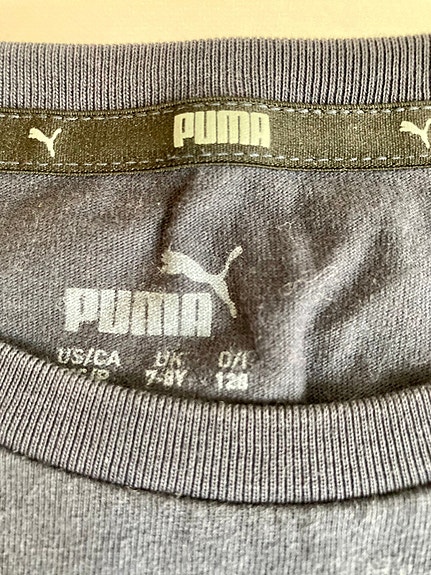 PUMA
PUMA
US/CA UK D/F
7-8Y 128